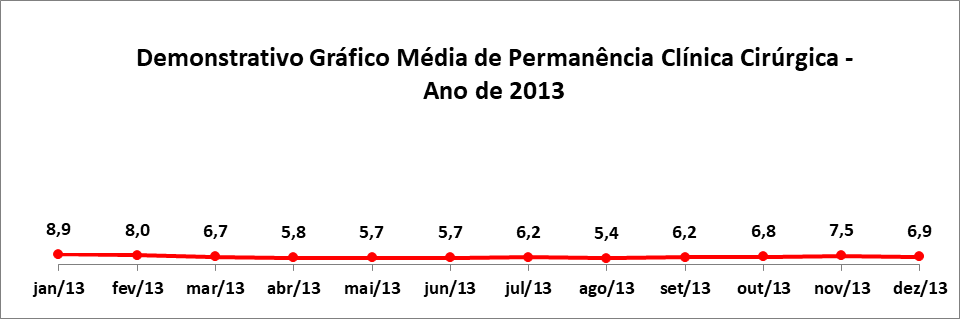 Demonstrativo Gráfico Média de Permanência Clínica Cirúrgica -
Ano de 2013
8,9 8,0 6,7 5,8 5,7 5,7 6,2 5,4 6,2 6,8 7,5 6,9
jan/13 fev/13 mar/13 abr/13 mai/13 jun/13 jul/13 ago/13 set/13 out/13 nov/13 dez/13